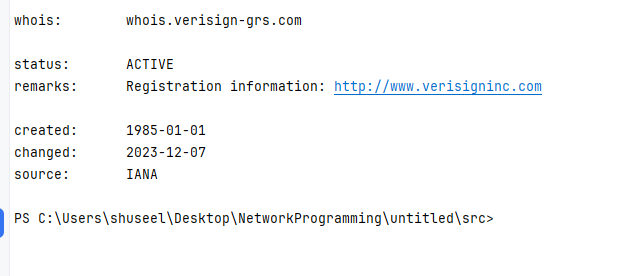 whois:        whois.verisign-grs.com
status:       ACTIVE
remarks:      Registration information: http://www.verisigninc.com
created:      1985-01-01
changed:      2023-12-07
source:       IANA
PS C:\Users\shuseel\Desktop\NetworkProgramming\untitled\src>